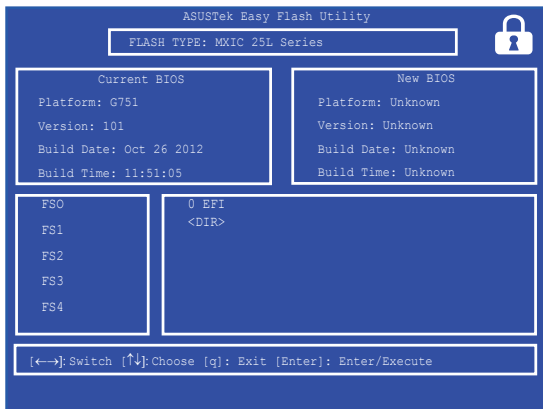 ASUSTek Easy Flash Utility
FLASH TYPE: MXIC 25L Series
Current BIOS
Platform: G751
Version: 101
Build Date: Oct 26 2012
Build Time: 11:51:05
New BIOS
Platform: Unknown
Version: Unknown
Build Date: Unknown
Build Time: Unknown
FSO
FS1
FS2
FS3
FS4
0 EFI
<DIR>
[←→]: Switch [↑↓]: Choose [q]: Exit [Enter]: Enter/Execute